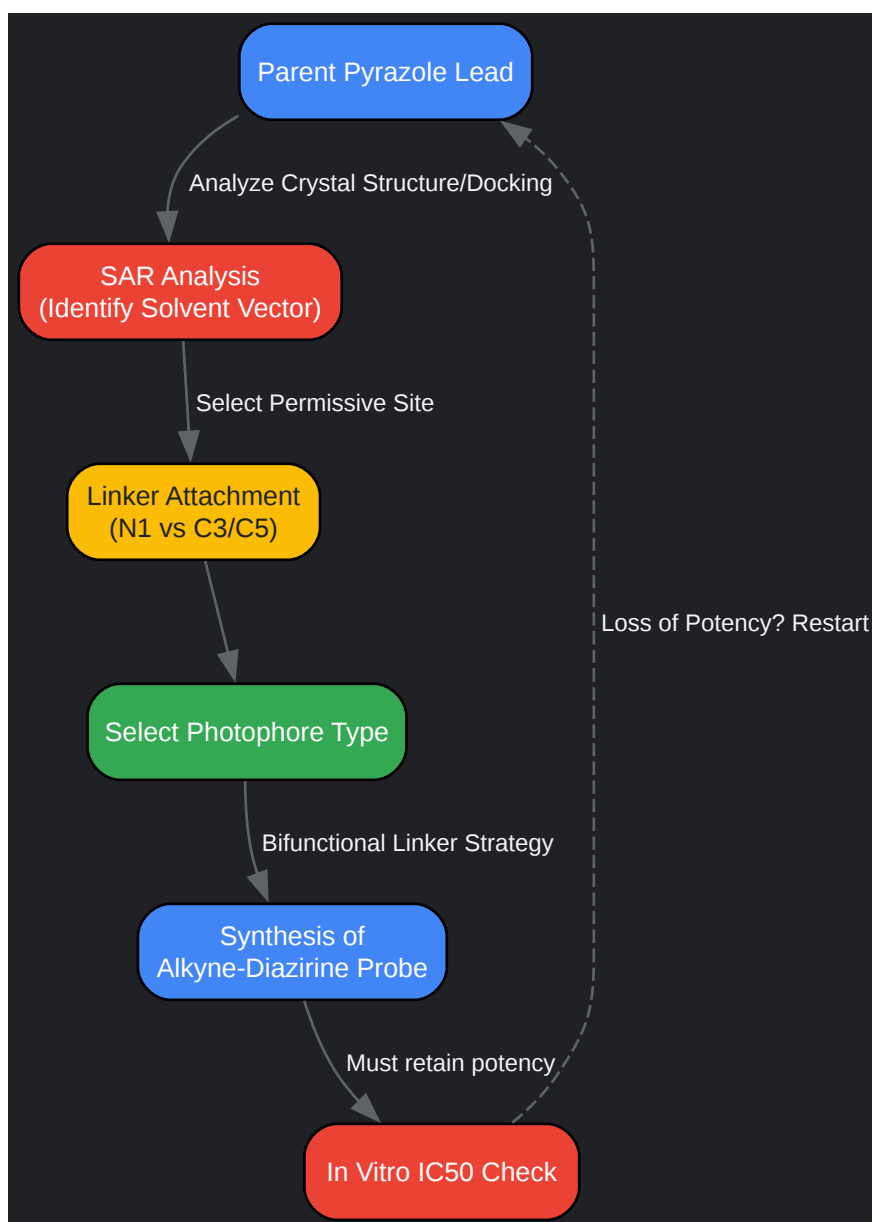 Parent Pyrazole Lead
Analyze Crystal Structure/Docking
SAR Analysis
(Identify Solvent Vector)
Select Permissive Site
Linker Attachment
(N1 vs C3/C5)
Loss of Potency? Restart
Select Photophore Type
Bifunctional Linker Strategy
Synthesis of
Alkyne-Diazirine Probe
Must retain potency
In Vitro IC50 Check